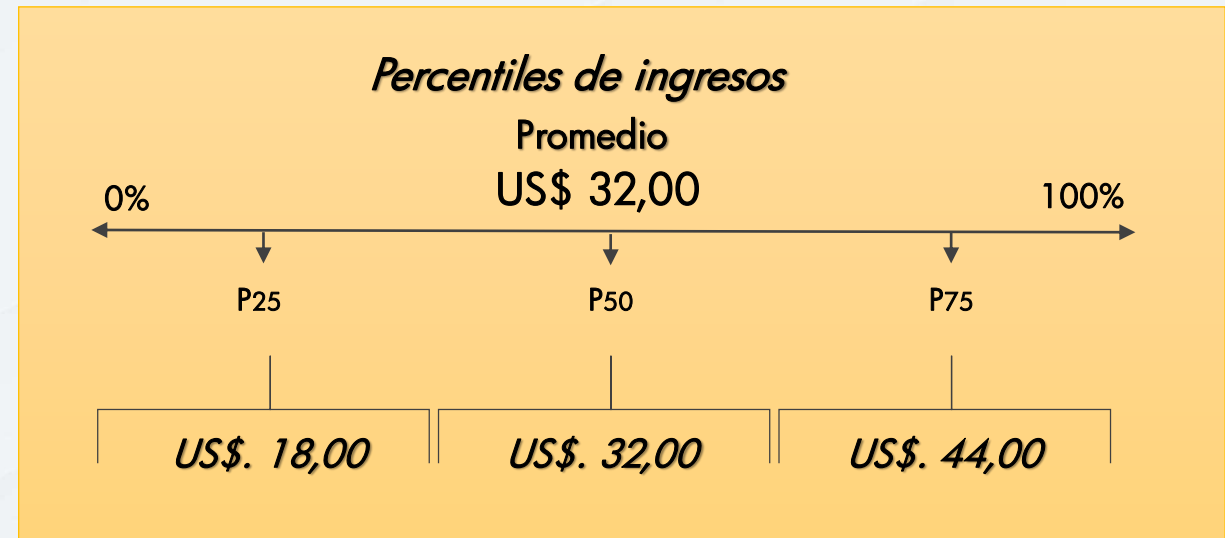 Percentiles de ingresos
Promedio
US$ 32,00
0%
100%
P25
P50
P75
US$. 18,00
US$. 32,00
US$. 44,00